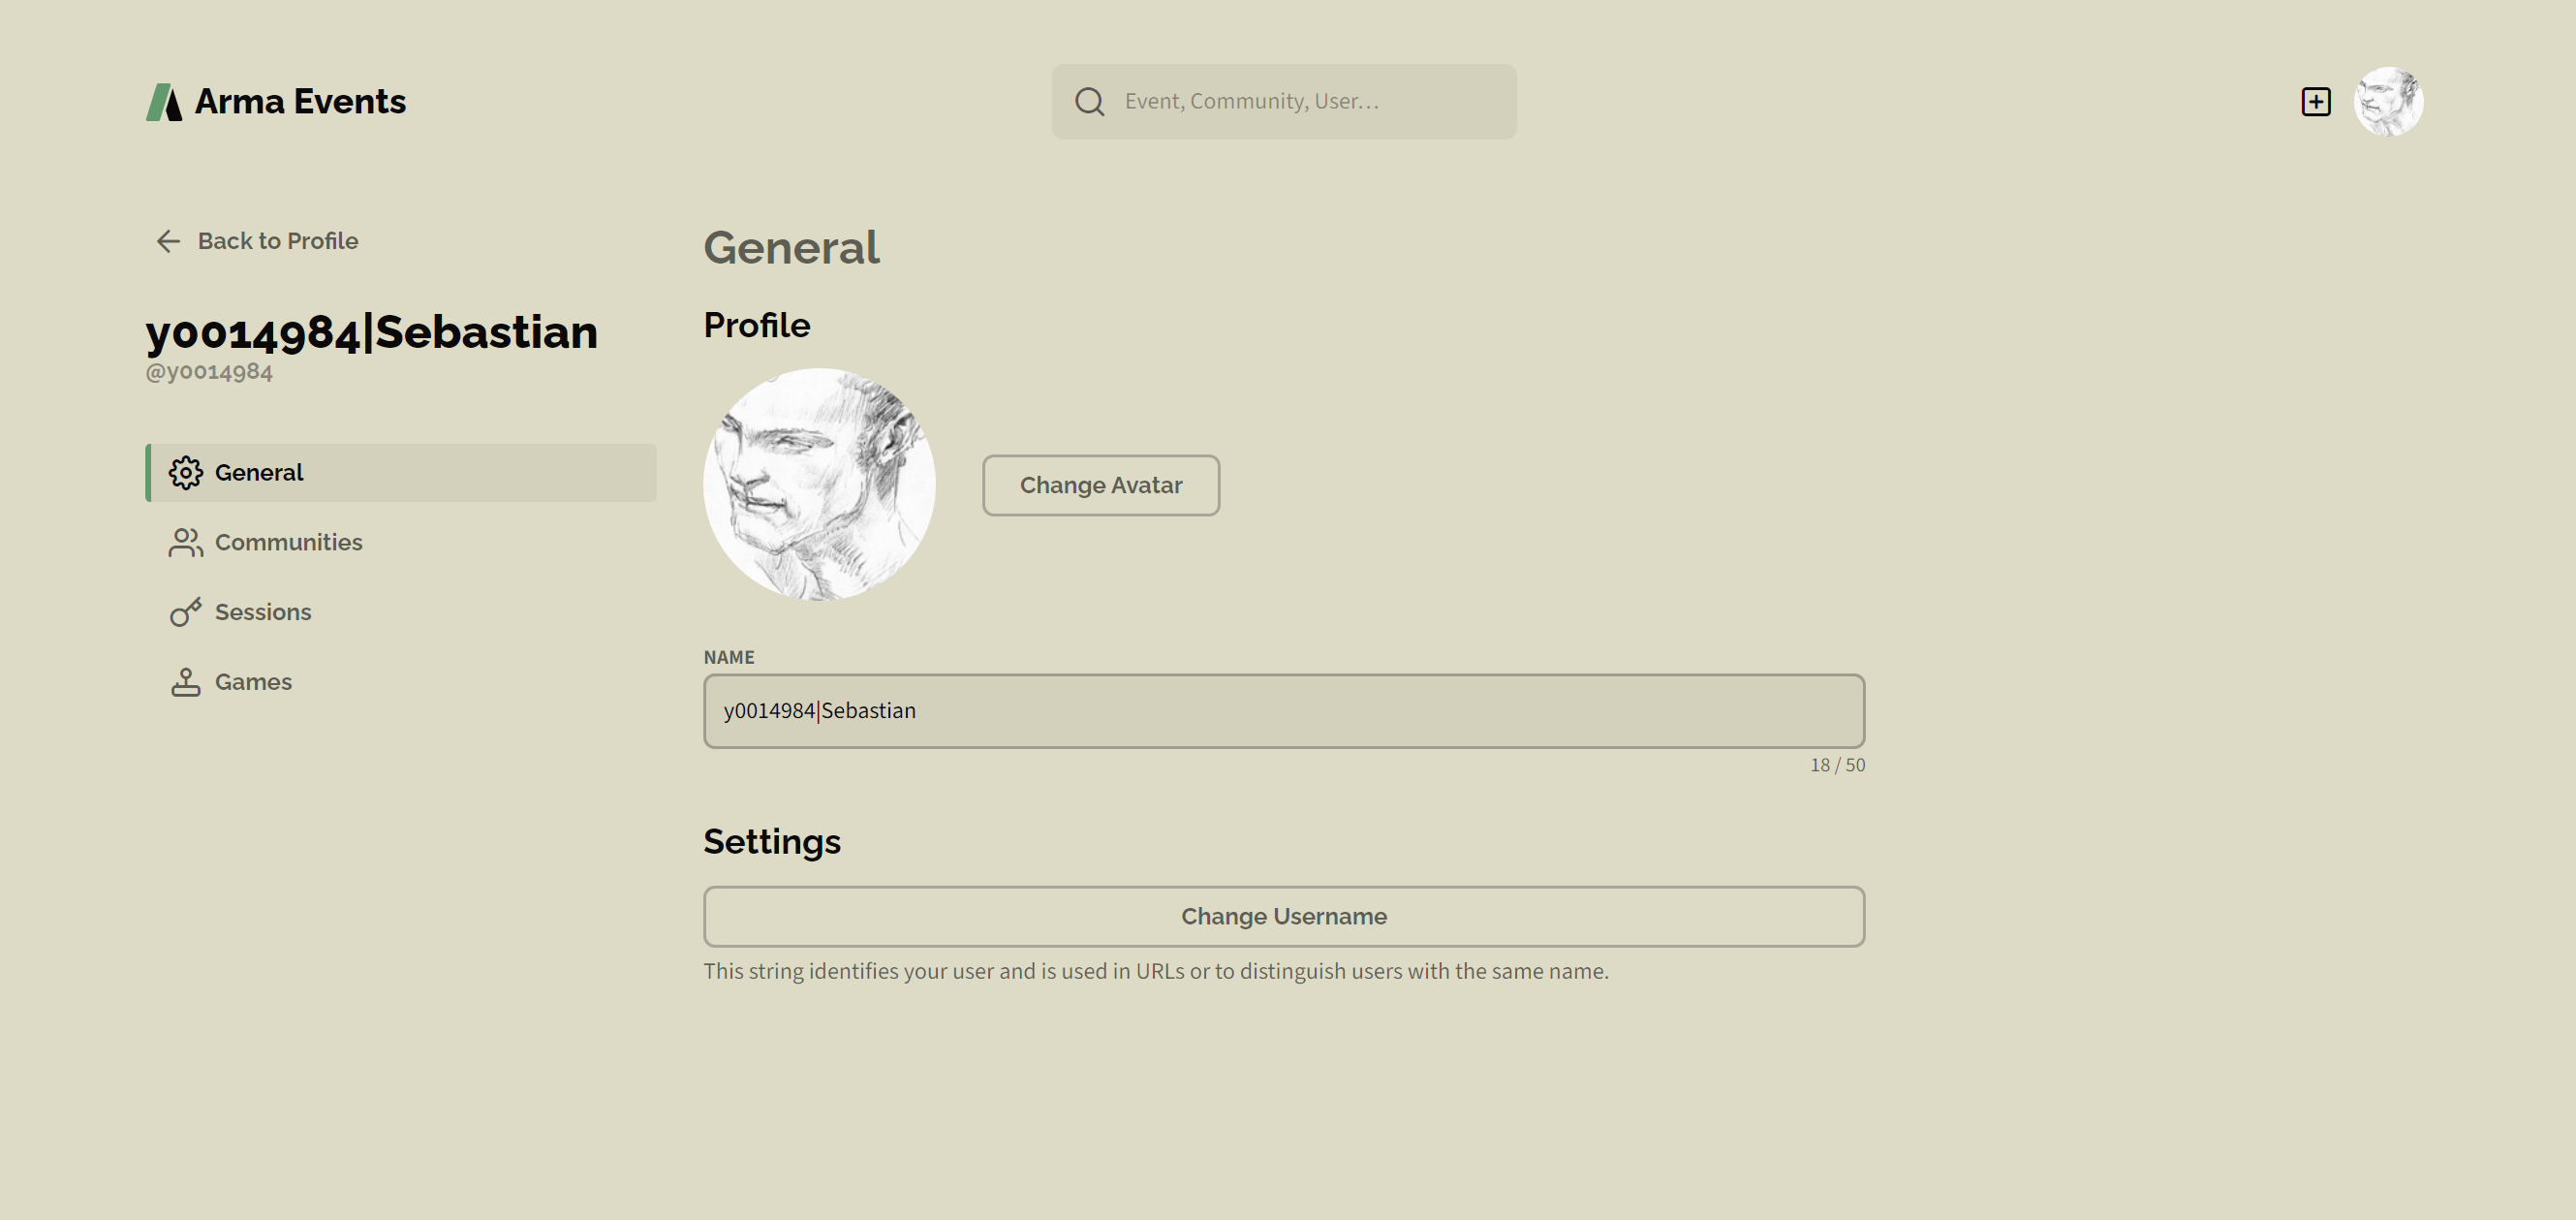 Arma Events
Event, Community, User...
Back to Profile
y0014984|Sebastian
@y0014984
General
Communities
Sessions
Games
General
Profile
Change Avatar
NAME
y0014984|Sebastian
18 / 50
Settings
Change Username
This string identifies your user and is used in URLs or to distinguish users with the same name.